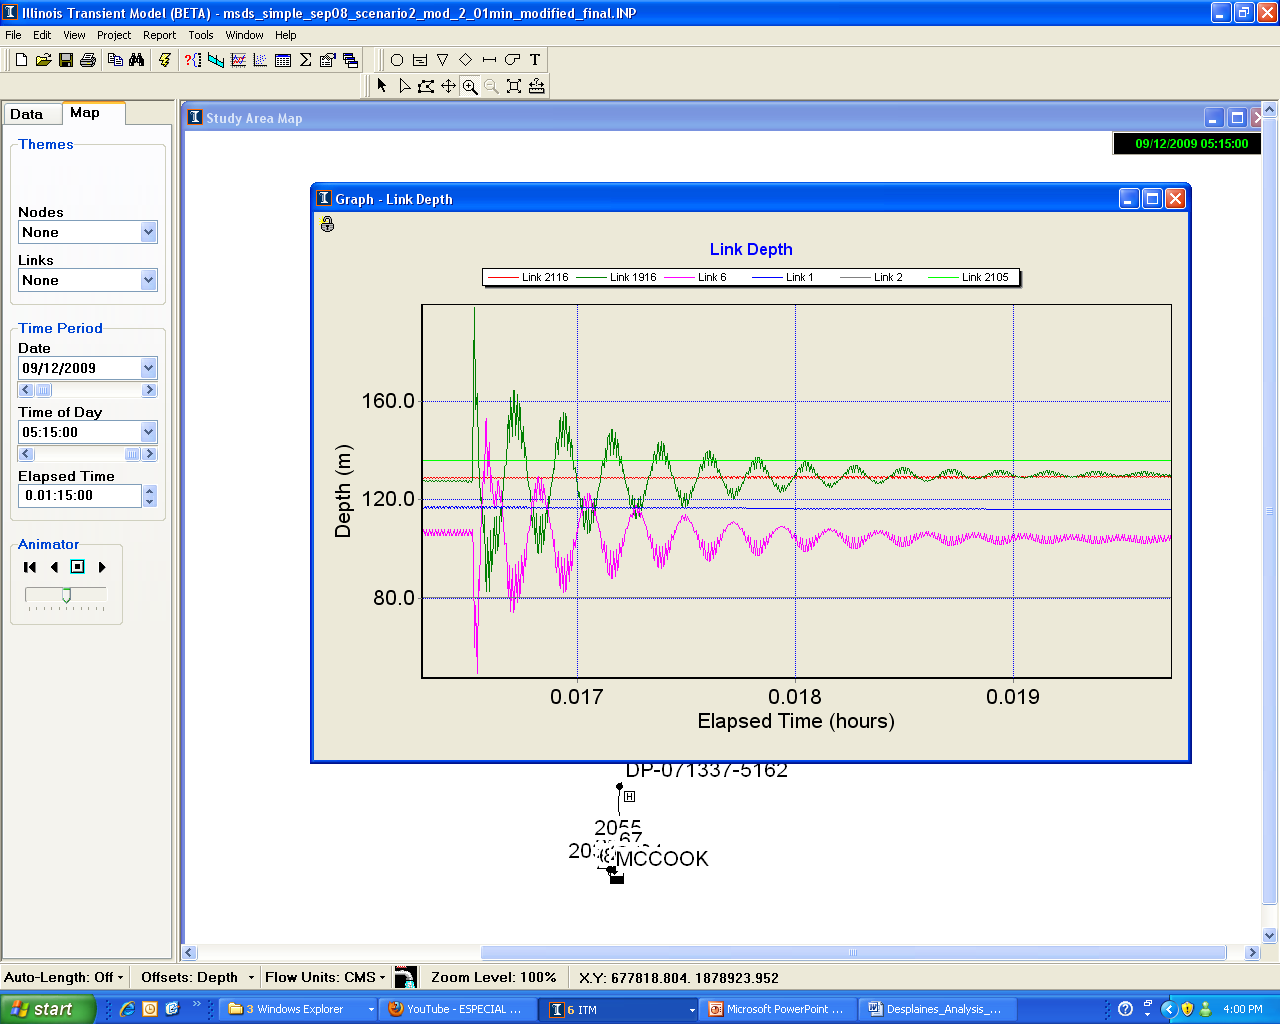 Illinois Transient Model (BETA) - msds_simple_sep08_scenario2_mod_2_01min_modified_final.INP
File Edit View Project Report Tools Window Help
Data Map
Study Area Map
09/12/2009 05:15:00
Themes
Nodes
None
Links
None
Time Period
Date
09/12/2009
Time of Day
05:15:00
Elapsed Time
0.01:15:00
Animator
Graph - Link Depth
Link Depth
Link 2116 Link 1916 Link 6 Link 1 Link 2 Link 2105
160.0
120.0
80.0
Depth (m)
0.017 0.018 0.019
Elapsed Time (hours)
DP-071337-5162
H
2055
67
MCCOOK
Auto-Length: Off Offsets: Depth Flow Units: CMS Zoom Level: 100% X,Y: 677818.804, 1878923.952
start 3 Windows Explorer YouTube - ESPECIAL ... 6 ITM Microsoft PowerPoint ... Desplaines_Analysis_... 4:00 PM